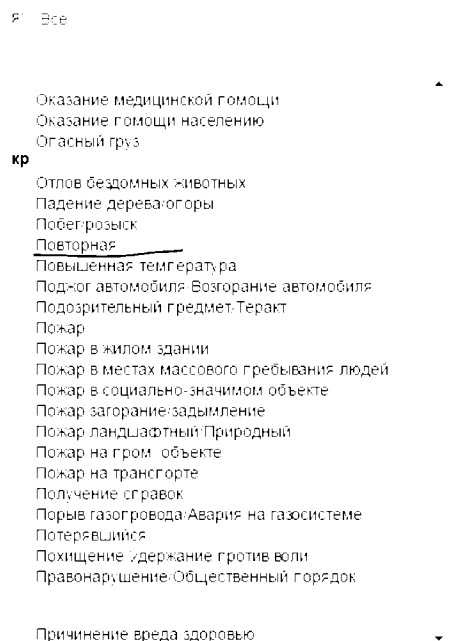 Все
Оказание медицинской помощи
Оказание помощи населению
Опасный груз
кр
Отлов бездомных животных
Падение дерева/опоры
Побег/розыск
Повторная
Повышенная температура
Поджог автомобиля/Возгорание автомобиля
Подозрительный предмет/Теракт
Пожар
Пожар в жилом здании
Пожар в местах массового пребывания людей
Пожар в социально-значимом объекте
Пожар загорание/задымление
Пожар ландшафтный/Природный
Пожар на пром. объекте
Пожар на транспорте
Получение справок
Порыв газопровода/Авария на газосистеме
Потерявшийся
Похищение/Удержание против воли
Правонарушение/Общественный порядок
Причинение вреда здоровью